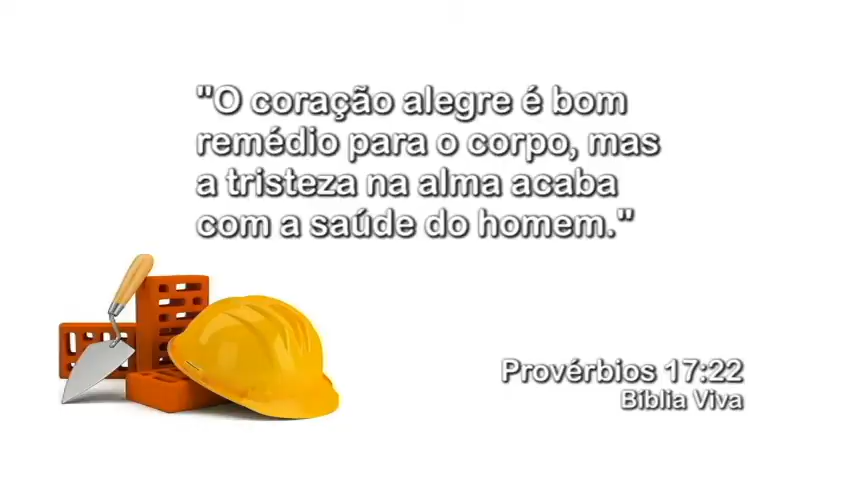 "O coração alegre é bom
remédio para o corpo, mas
a tristeza na alma acaba
com a saúde do homem."
Provérbios 17:22
Bíblia Viva